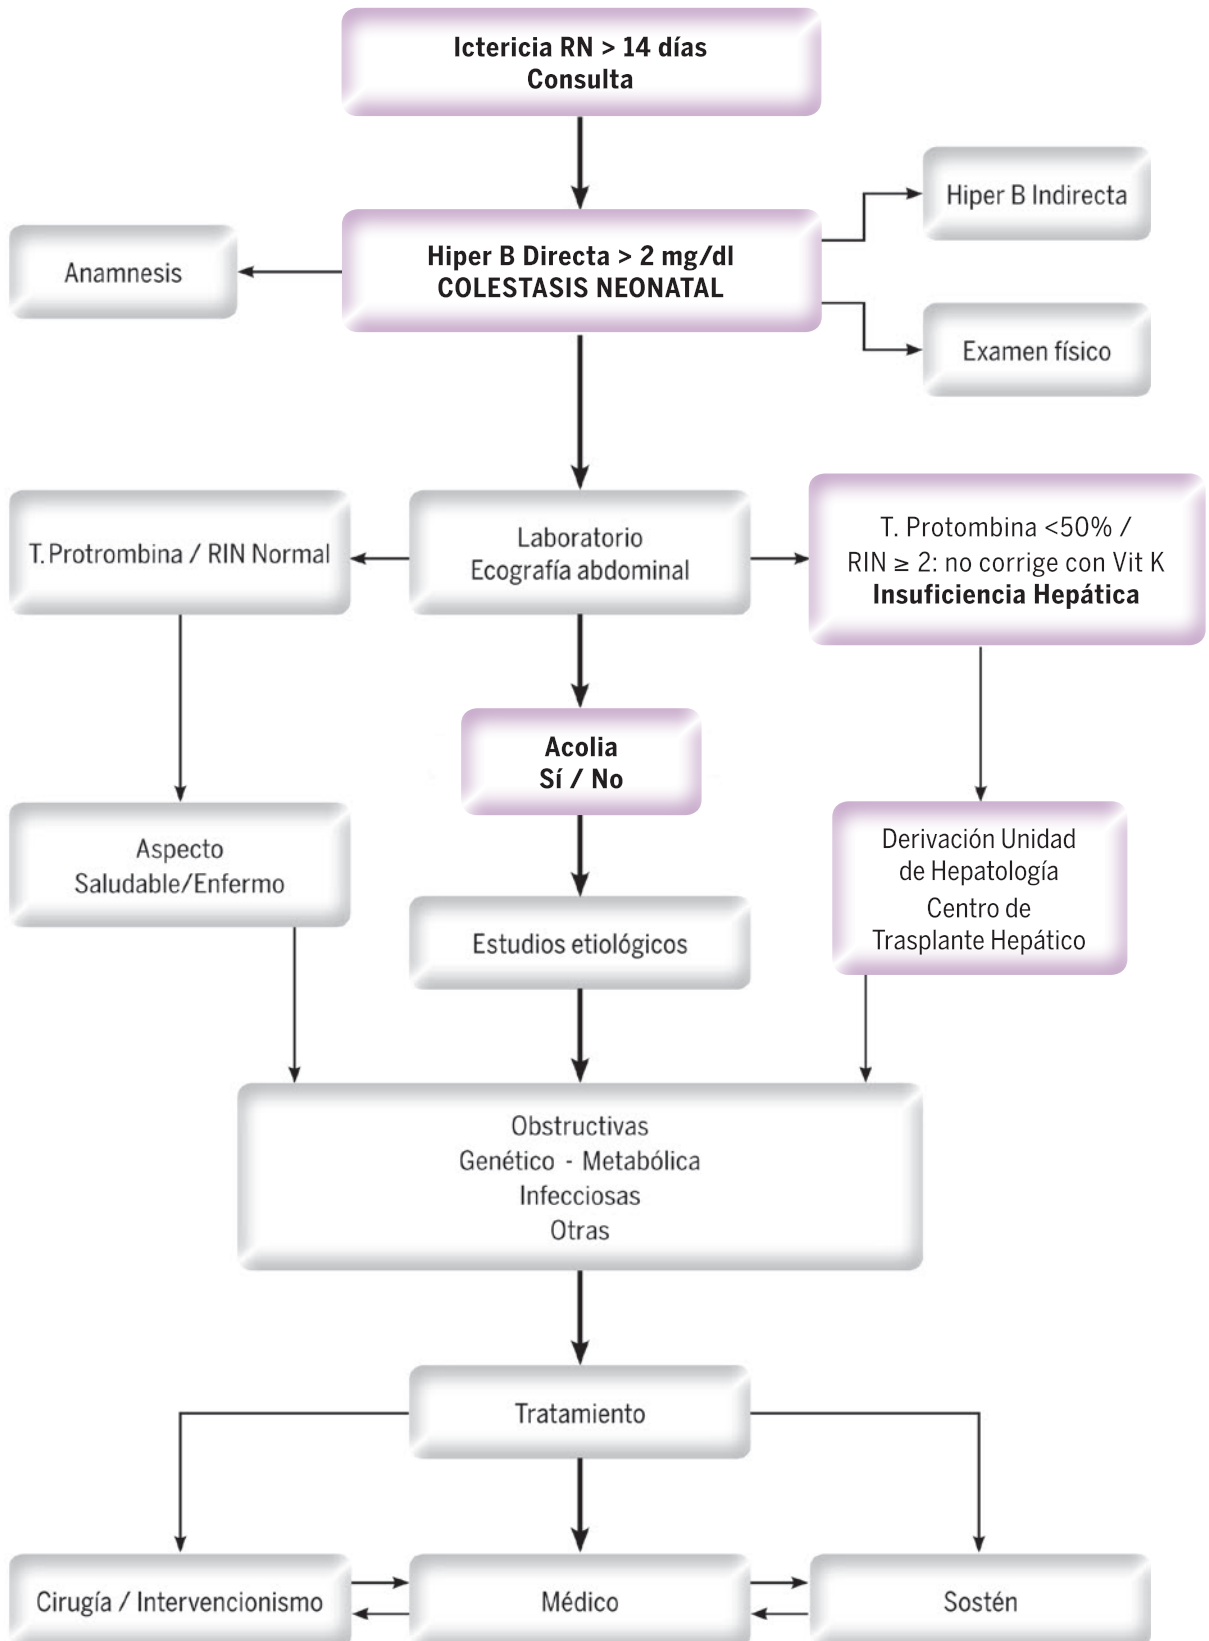 Ictericia RN > 14 días
Consulta
Hiper B Indirecta
Anamnesis
Hiper B Directa > 2 mg/dl
COLESTASIS NEONATAL
Examen físico
T. Protrombina / RIN Normal
Laboratorio
Ecografía abdominal
T. Protombina <50% /
RIN ≥ 2: no corrige con Vit K
Insuficiencia Hepática
Acolia
Sí / No
Aspecto
Saludable/Enfermo
Estudios etiológicos
Derivación Unidad
de Hepatología
Centro de
Trasplante Hepático
Obstructivas
Genético - Metabólica
Infecciosas
Otras
Tratamiento
Cirugía / Intervencionismo
Médico
Sostén